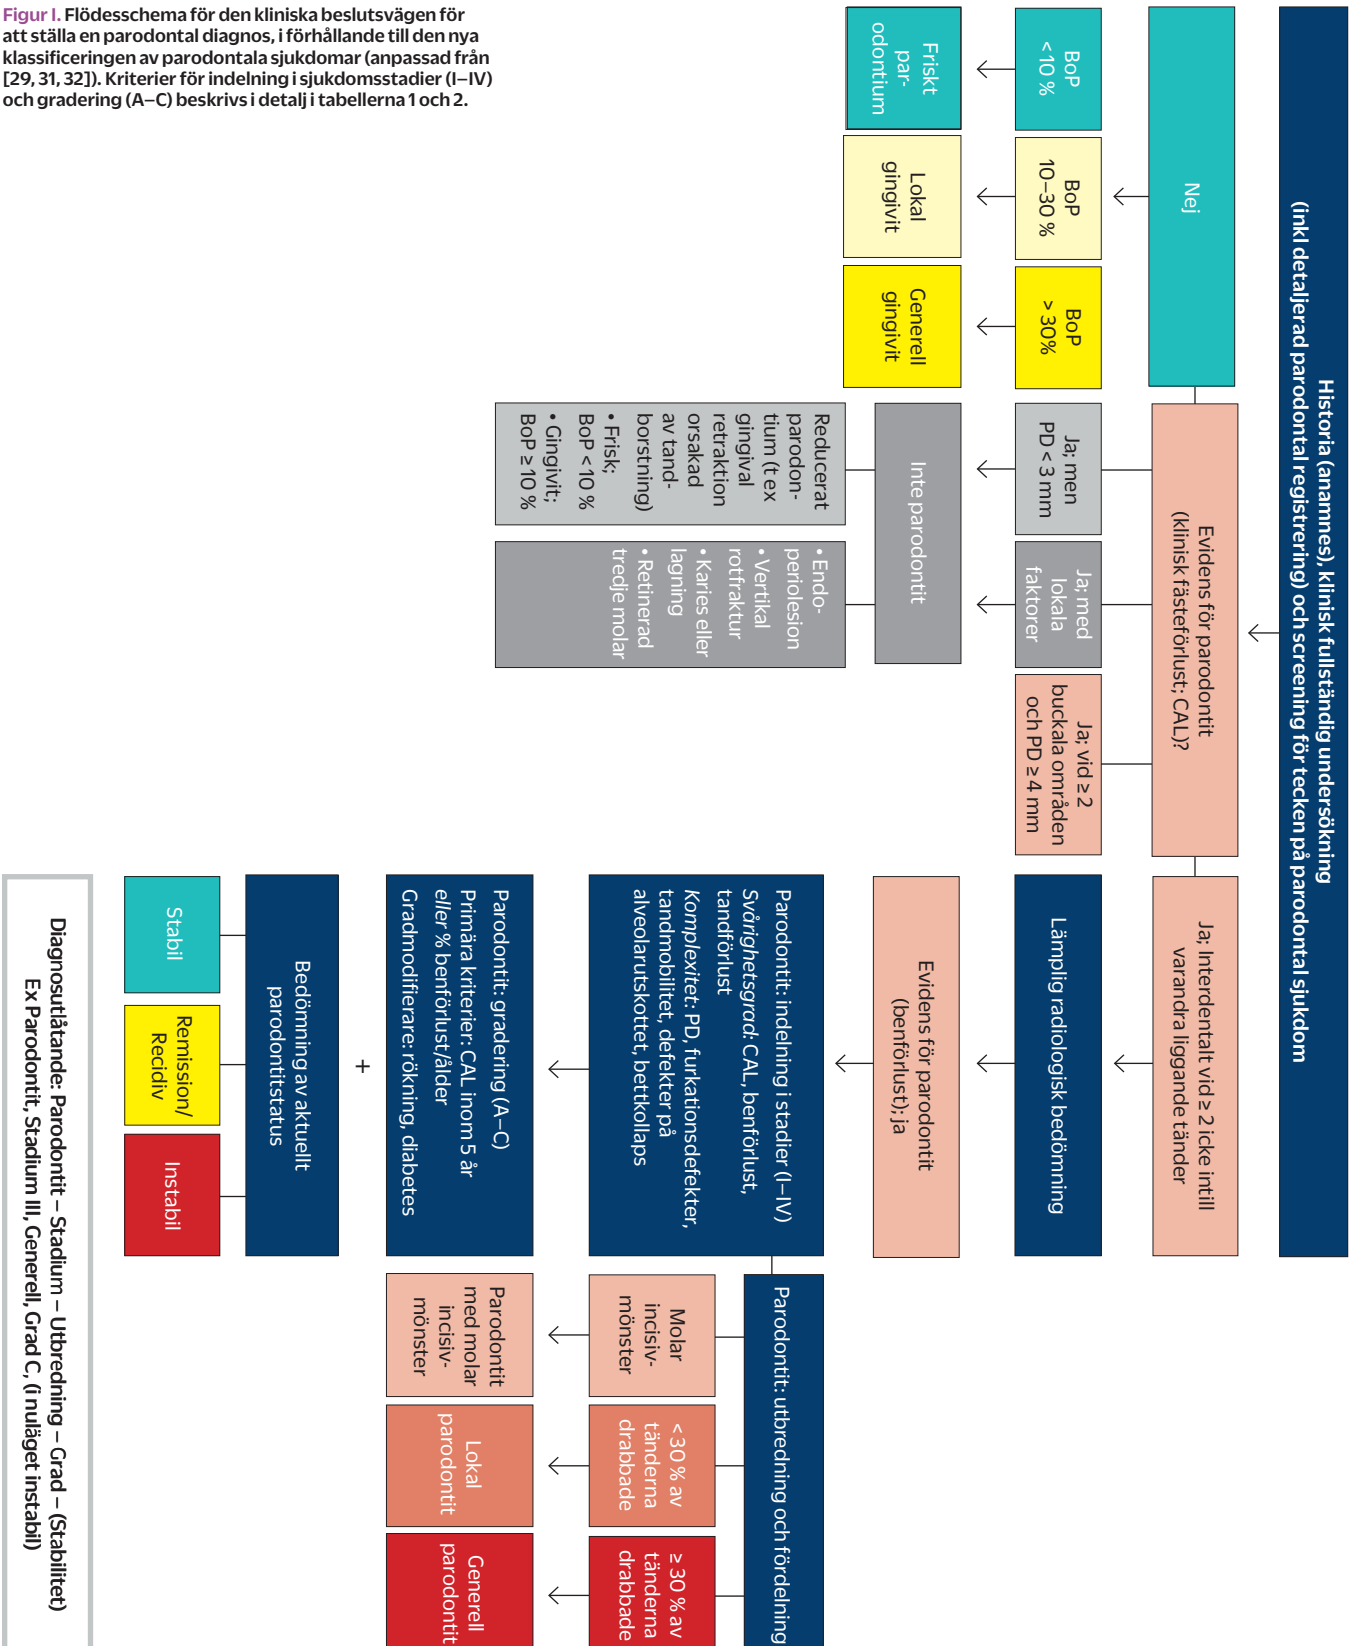 Figur I. Flödesschema för den kliniska beslutsvägen för
att ställa en parodontal diagnos, i förhållande till den nya
klassificeringen av parodontala sjukdomar (anpassad från
[29, 31, 32]). Kriterier för indelning i sjukdomsstadier (I–IV)
och gradering (A–C) beskrivs i detalj i tabellerna 1 och 2.
Historia (anamnes), klinisk fullständig undersökning
(inkl detaljerad parodontal registrering) och screening för tecken på parodontal sjukdom
Nej
Evidens för parodontit
(klinisk fästeförlust; CAL)?
Ja; Interdentalt vid ≥ 2 icke intill
varandra liggande tänder
BoP
<10 %
BoP
10–30 %
BoP
> 30%
Ja; men
PD < 3 mm
Ja; med
lokala
faktorer
Ja; vid ≥ 2
buckala områden
och PD ≥ 4 mm
Lämplig radiologisk bedömning
Friskt
par-
odontium
Lokal
gingivit
Generell
gingivit
Inte parodontit
Evidens för parodontit
(benförlust); ja
Reducerat
parodon-
tium (t ex
gingival
retraktion
orsakad
av tand-
borstning)
• Frisk;
BoP < 10 %
• Gingivit;
BoP ≥ 10 %
• Endo-
periolesion
• Vertikal
rotfraktur
• Karies eller
lagning
• Retinerad
tredje molar
Parodontit: indelning i stadier (I–IV)
Svårighetsgrad: CAL, benförlust,
tandförlust
Komplexitet: PD, furkationsdefekter,
tandmobilitet, defekter på
alveolarutskottet, bettkollaps
Parodontit: utbredning och fördelning
Molar
incisiv-
mönster
< 30 % av
tänderna
drabbade
≥ 30 % av
tänderna
drabbade
Parodontit: gradering (A–C)
Primära kriterier: CAL inom 5 år
eller % benförlust/ålder
Gradmodifierare: rökning, diabetes
Parodontit
med molar
incisiv-
mönster
Lokal
parodontit
Generell
parodontit
+
Bedömning av aktuellt
parodontitstatus
Stabil
Remission/
Recidiv
Instabil
Diagnosutlåtande: Parodontit – Stadium – Utbredning – Grad – (Stabilitet)
Ex Parodontit, Stadium III, Generell, Grad C, (i nuläget instabil)